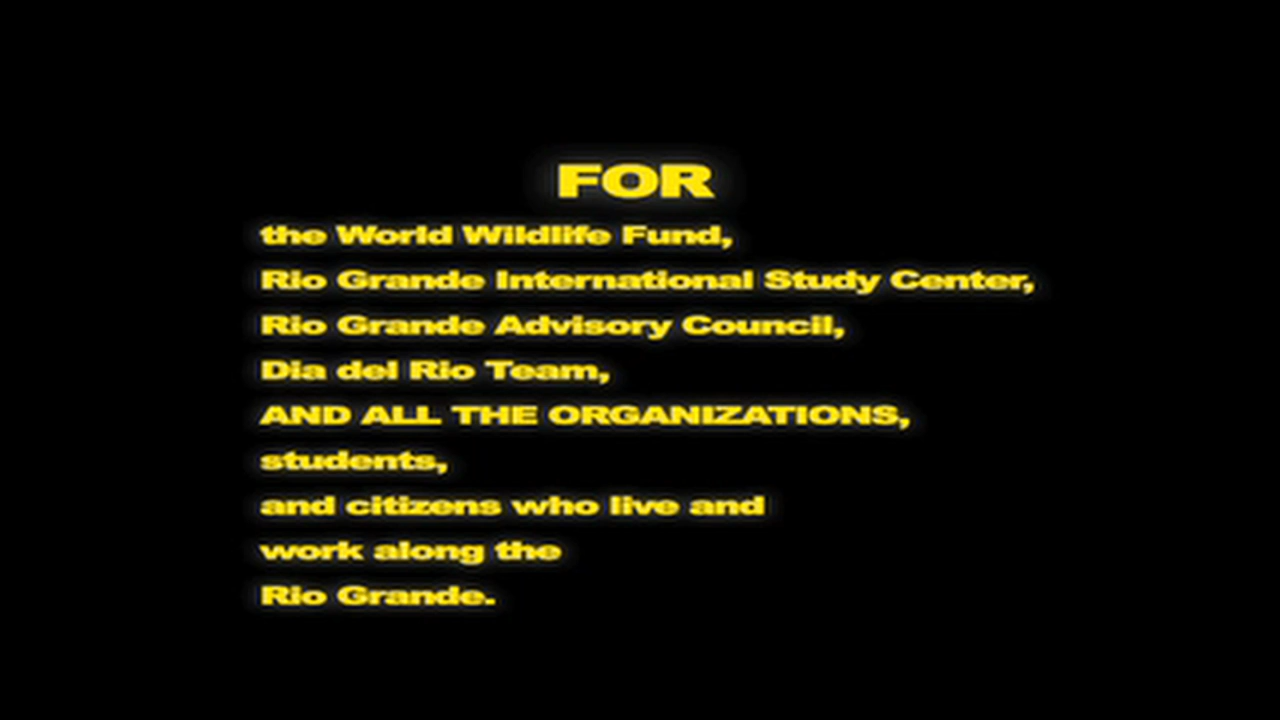 FOR
the World Wildlife Fund,
Rio Grande International Study Center,
Rio Grande Advisory Council,
Dia del Rio Team,
AND ALL THE ORGANIZATIONS,
students,
and citizens who live and
work along the
Rio Grande.